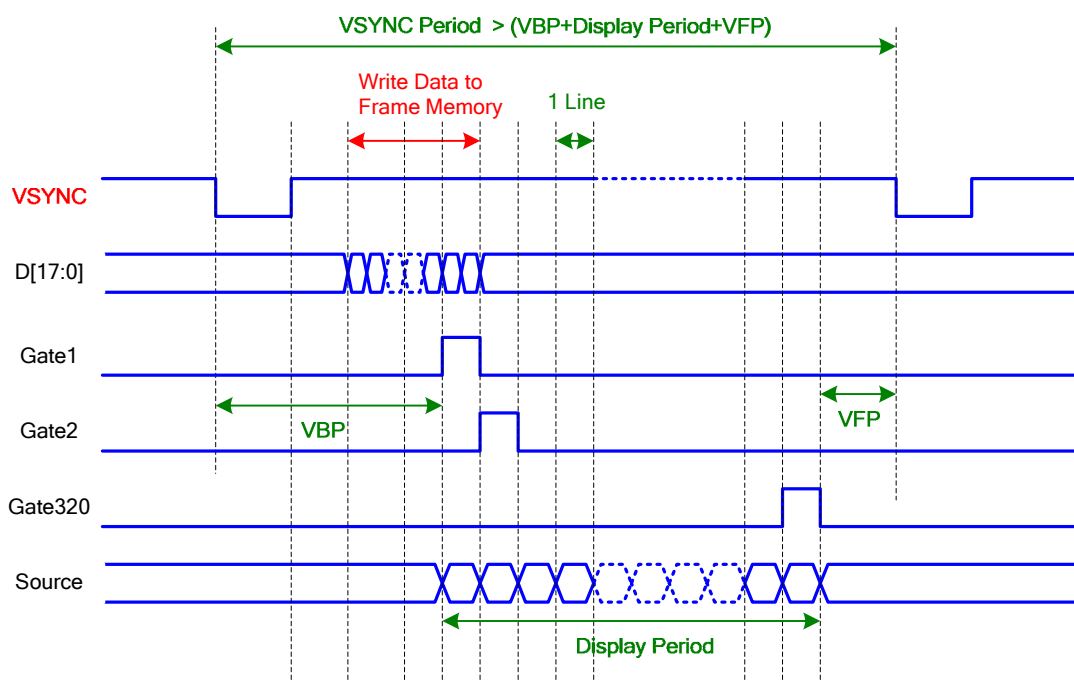 VSYNC Period > (VBP+Display Period+VFP)
Write Data to
Frame Memory
1 Line
VSYNC
D[17:0]
Gate1
VBP
VFP
Gate2
Gate320
Source
Display Period